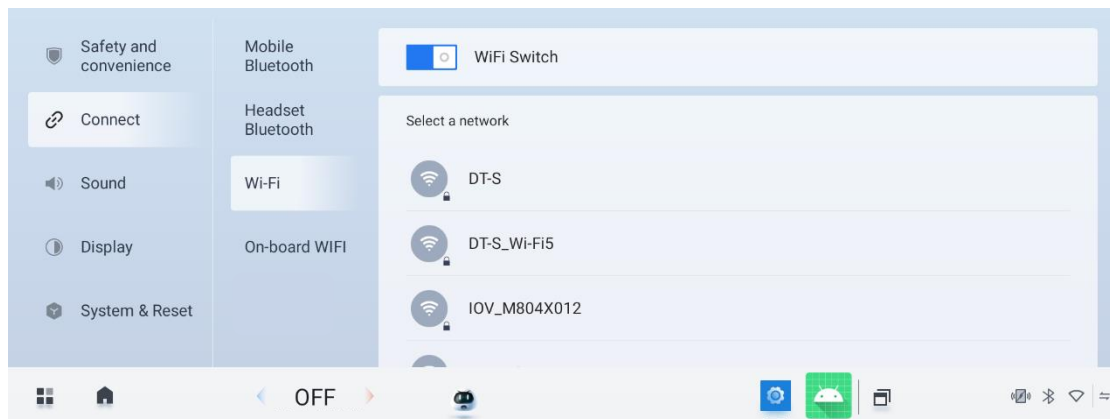 Safety and
convenience
Connect
Sound
Display
System & Reset
Mobile
Bluetooth
Headset
Bluetooth
Wi-Fi
On-board WIFI
WiFi Switch
Select a network
DT-S
DT-S_Wi-Fi5
IOV_M804X012
OFF